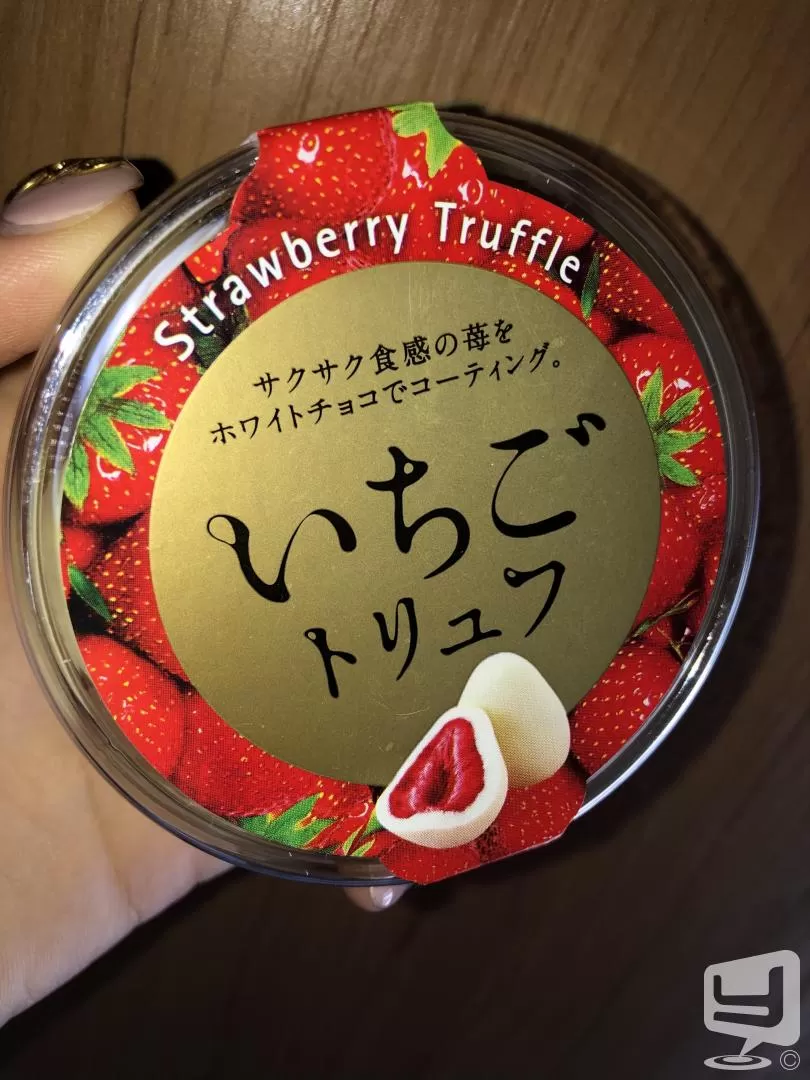 Strawberry Truffle
サクサク食感の苺を
ホワイトチョコでコーティング。
いちご
トリュフ
©